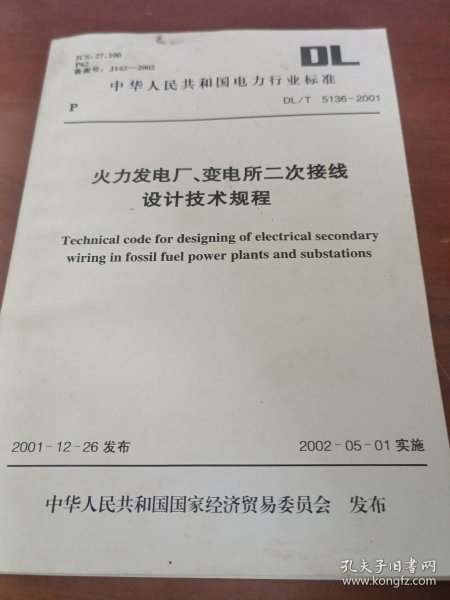 ICS: 27.100
P62
备案号: J142-2002
DL
中华人民共和国电力行业标准
P
DL/T 5136-2001
火力发电厂、变电所二次接线
设计技术规程
Technical code for designing of electrical secondary
wiring in fossil fuel power plants and substations
2001-12-26 发布
2002-05-01 实施
中华人民共和国国家经济贸易委员会 发布
孔夫子旧书网
www.kongfz.com